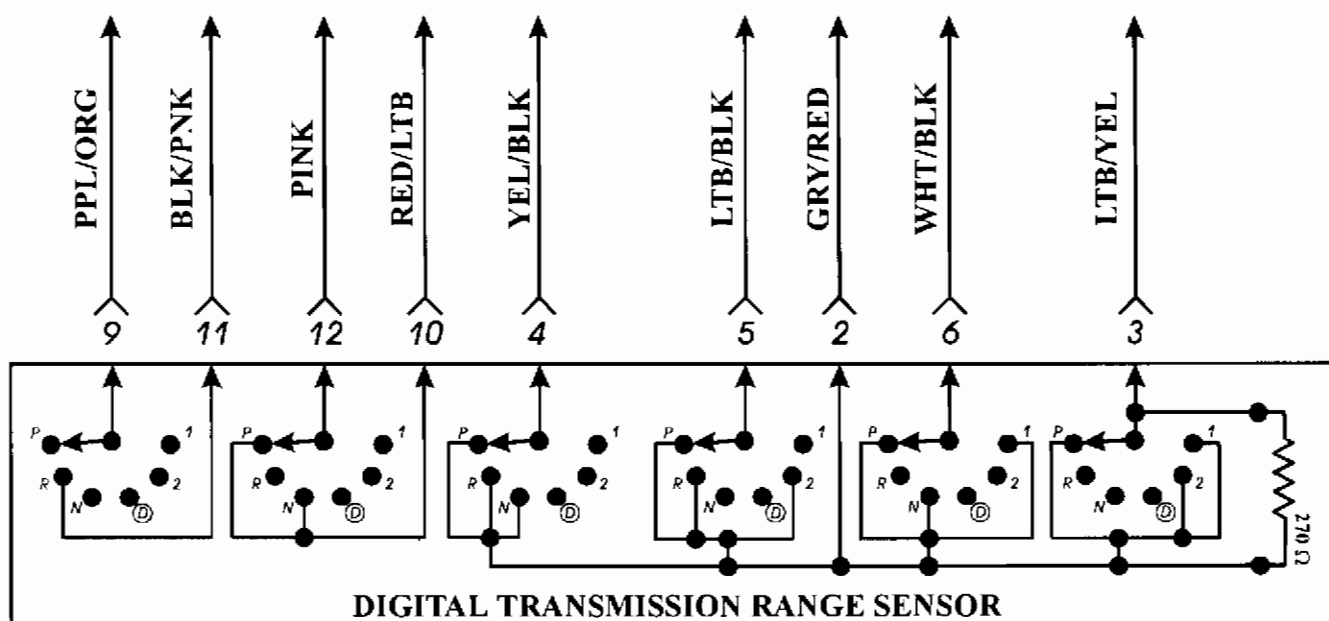 PPL/ORG BLK/PNK PINK RED/LTB YEL/BLK LTB/BLK GRY/RED WHT/BLK LTB/YEL
9 11 12 10 4 5 2 6 3
P 1 P 1 P 1 P 1 P 1 P 1
R 2 R 2 R 2 R 2 R 2 R 2
N D N D N D N D N D N D
270 Ω
DIGITAL TRANSMISSION RANGE SENSOR